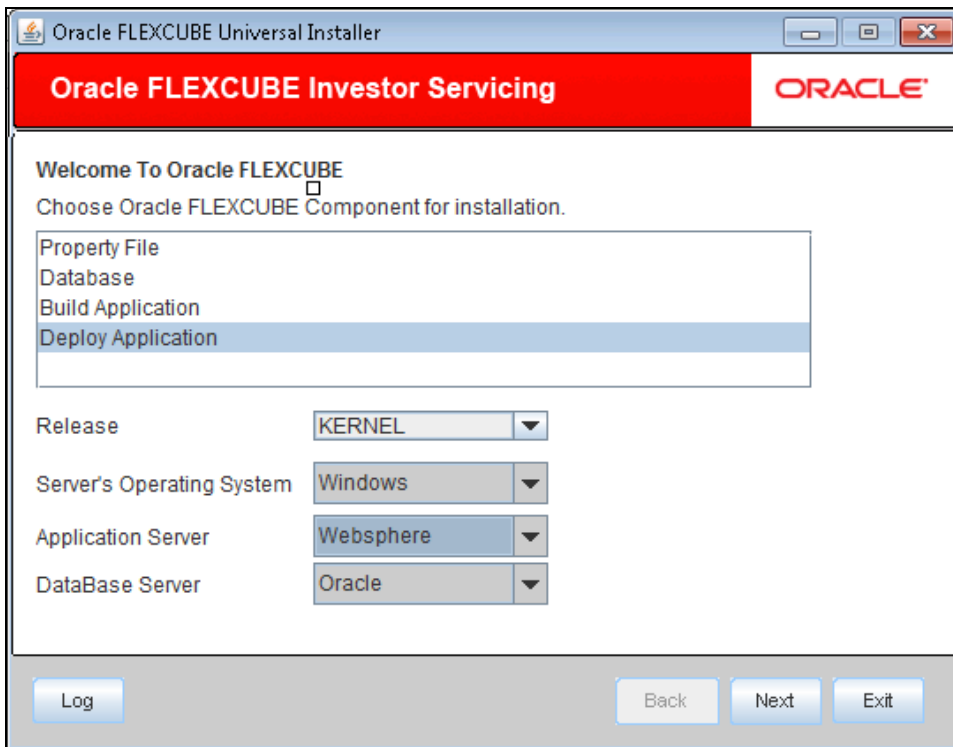 Oracle FLEXCUBE Universal Installer
Oracle FLEXCUBE Investor Servicing ORACLE
Welcome To Oracle FLEXCUBE
Choose Oracle FLEXCUBE Component for installation.
Property File
Database
Build Application
Deploy Application
Release KERNEL
Server's Operating System Windows
Application Server Websphere
DataBase Server Oracle
Log Back Next Exit